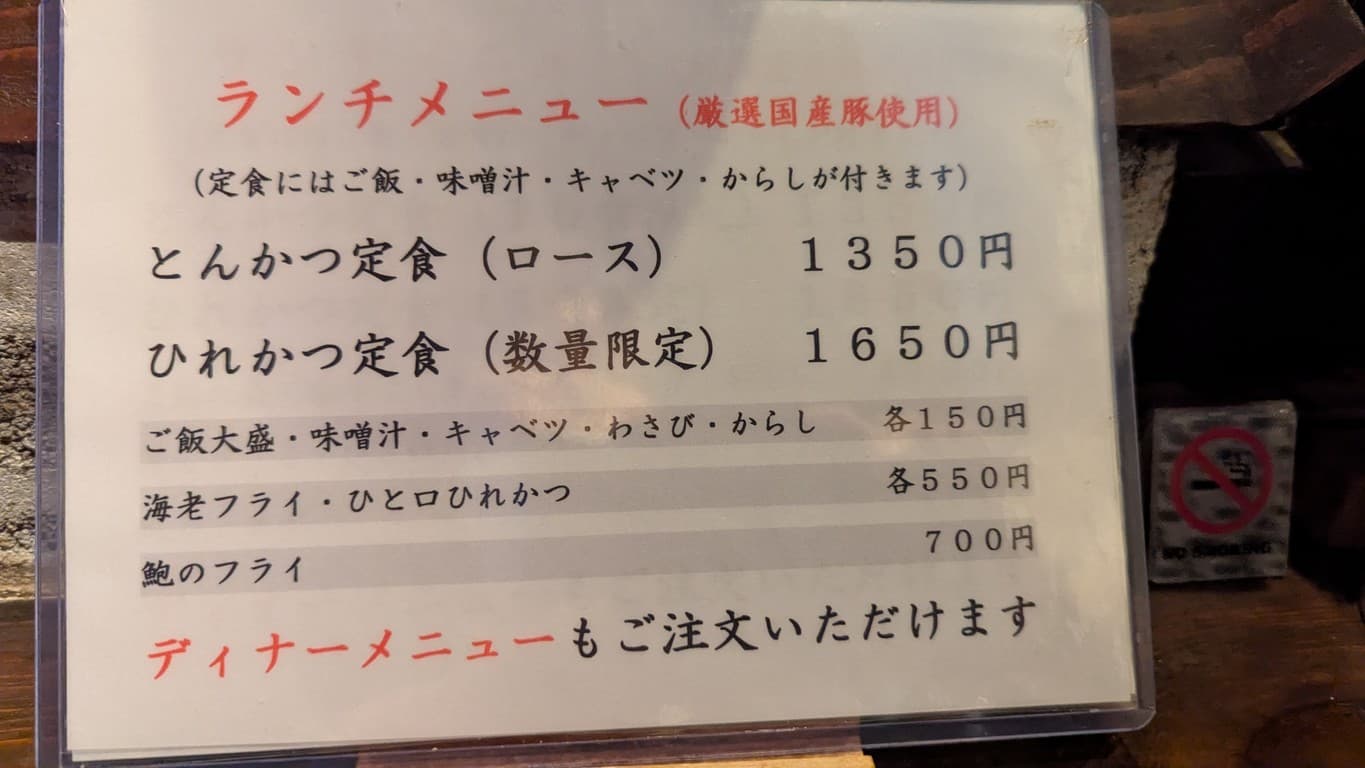 ランチメニュー（厳選国産豚使用）
（定食にはご飯・味噌汁・キャベツ・からしが付きます）
とんかつ定食（ロース）　１３５０円
ひれかつ定食（数量限定）　１６５０円
ご飯大盛・味噌汁・キャベツ・わさび・からし　各１５０円
海老フライ・ひと口ひれかつ　各５５０円
鮑のフライ　７００円
ディナーメニューもご注文いただけます
NO SMOKING